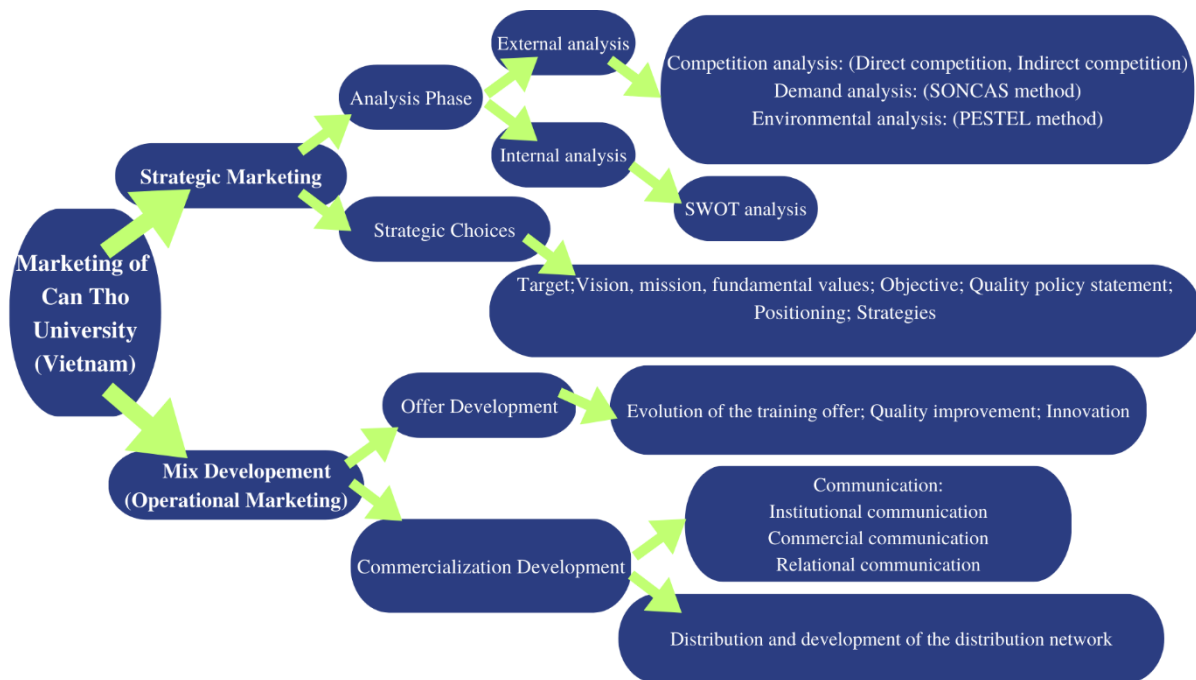 External analysis
Competition analysis: (Direct competition, Indirect competition)
Demand analysis: (SONCAS method)
Environmental analysis: (PESTEL method)
Analysis Phase
Internal analysis
Strategic Marketing
SWOT analysis
Strategic Choices
Marketing of
Can Tho
University
(Vietnam)
Target;Vision, mission, fundamental values; Objective; Quality policy statement;
Positioning; Strategies
Offer Development
Evolution of the training offer; Quality improvement; Innovation
Mix Developement
(Operational Marketing)
Communication:
Institutional communication
Commercial communication
Relational communication
Commercialization Development
Distribution and development of the distribution network